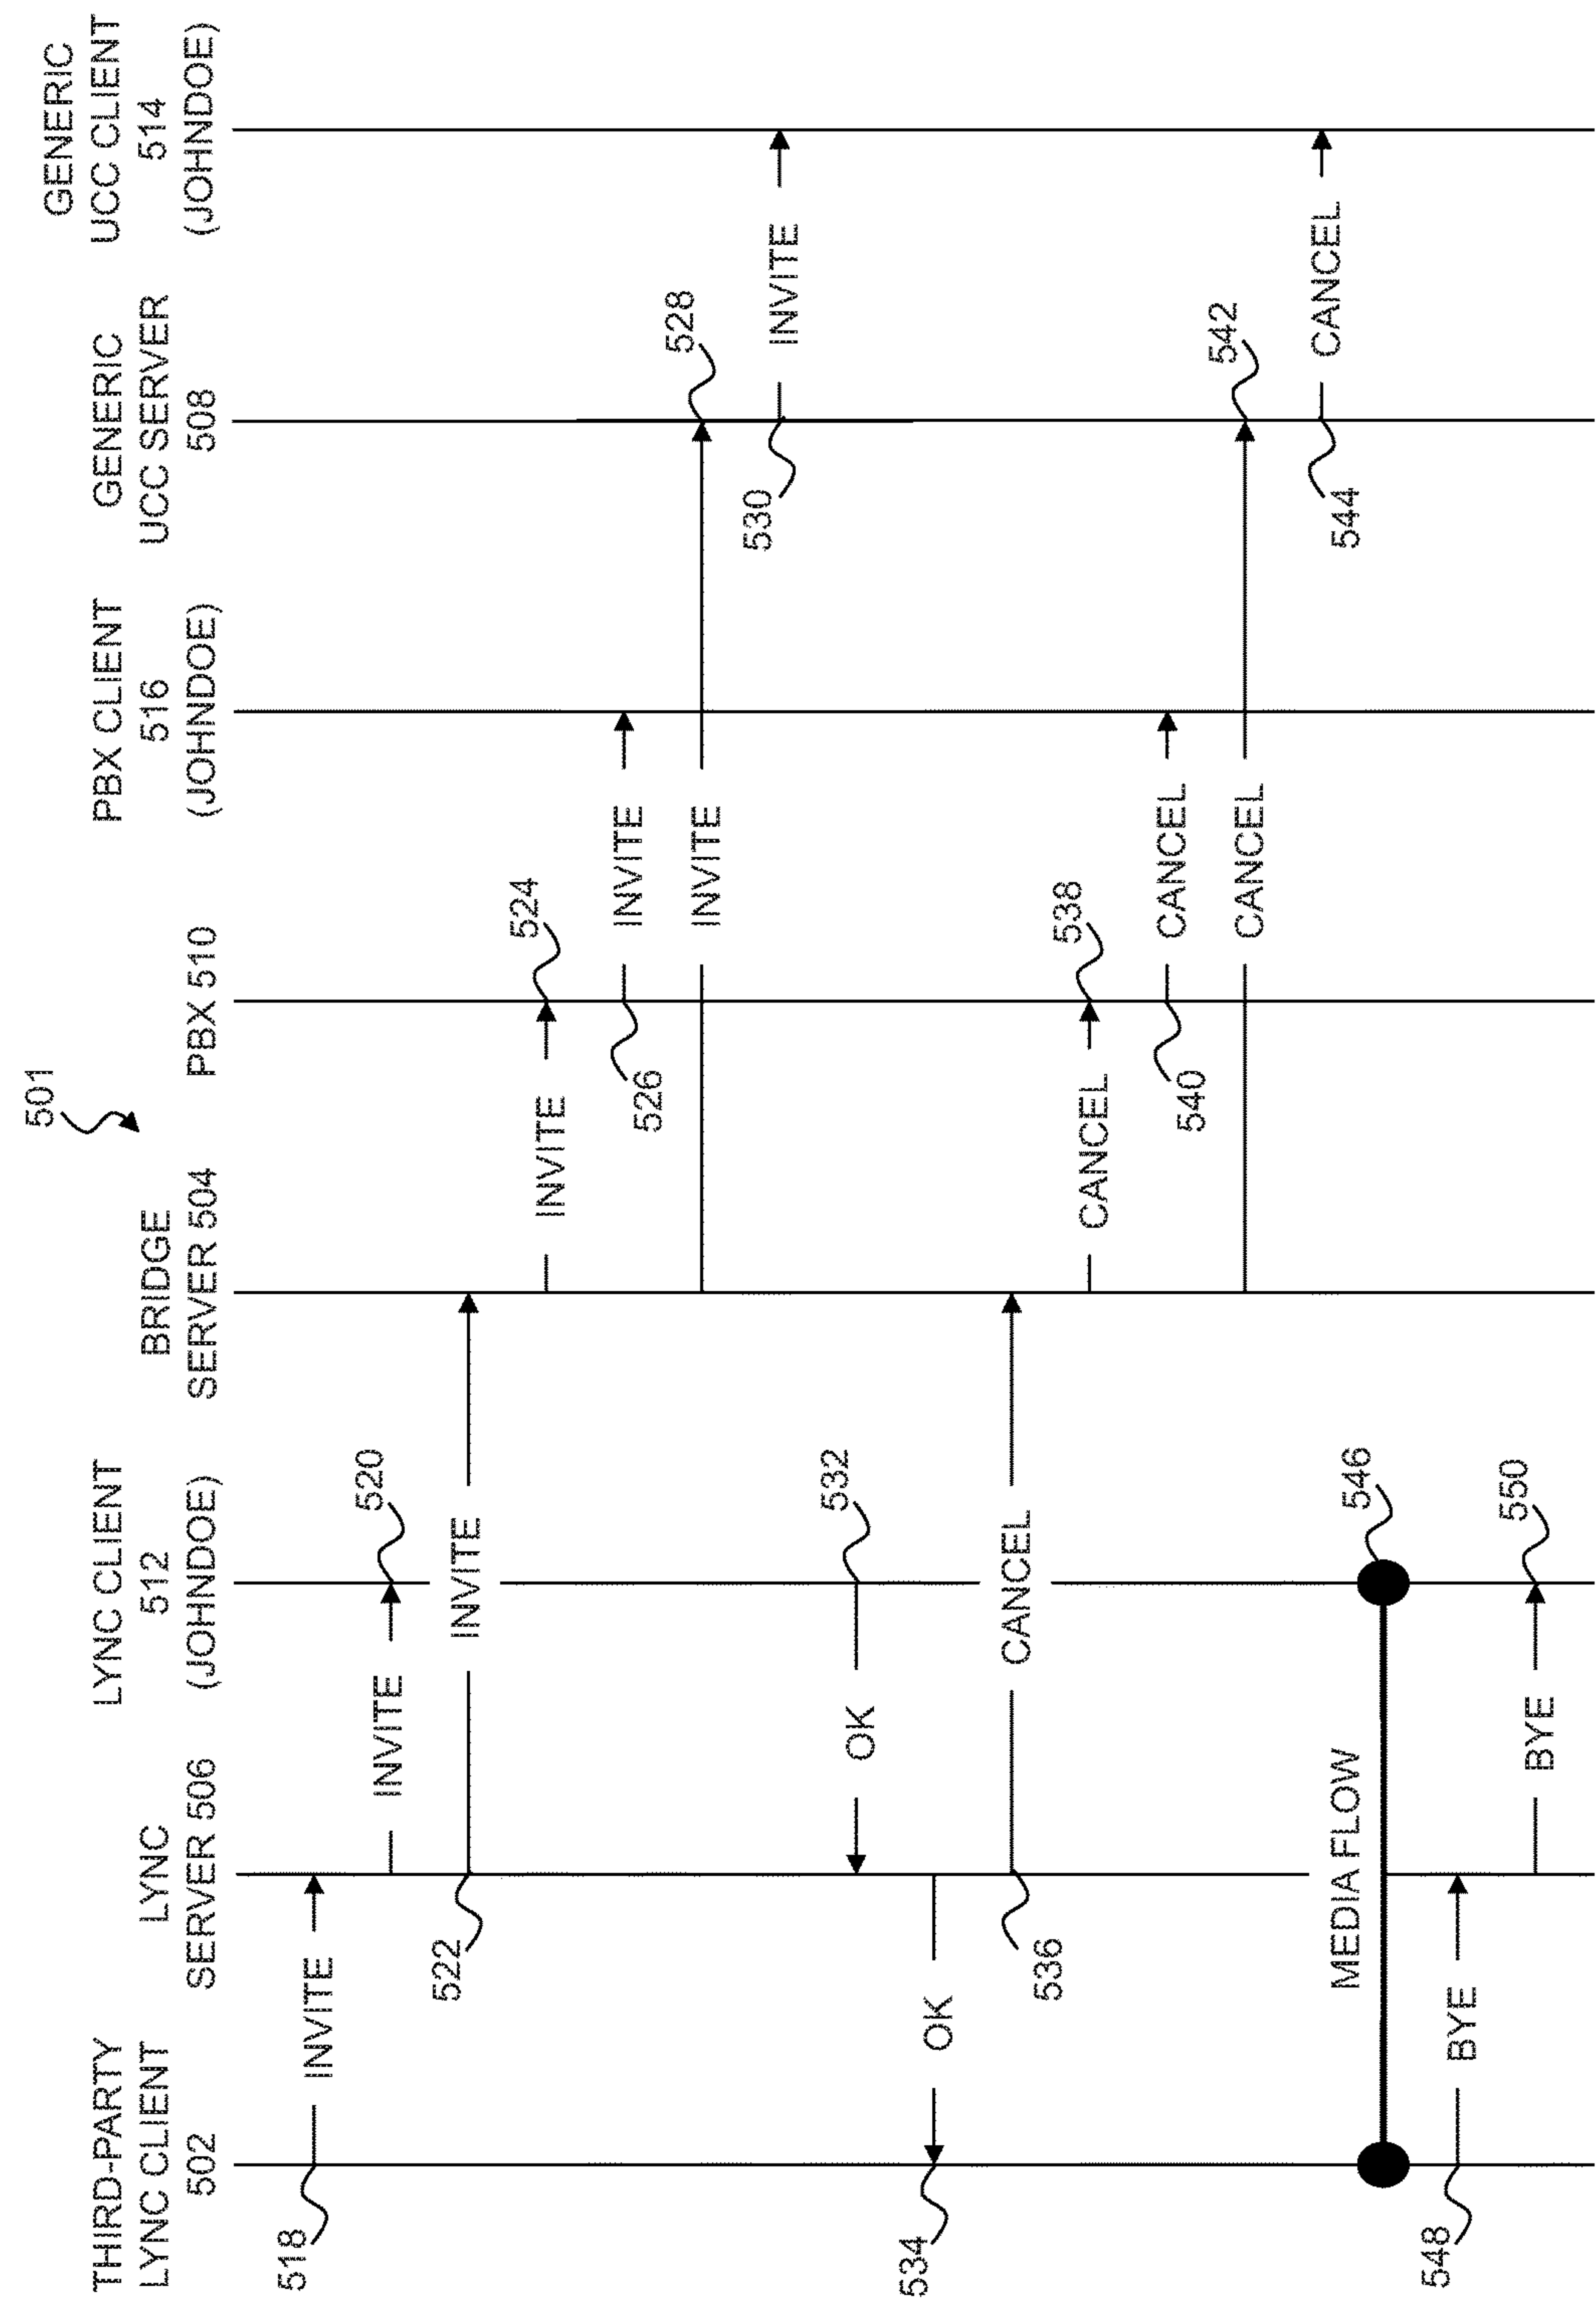 501
THIRD-PARTY
LYNC CLIENT
502
LYNC
SERVER 506
LYNC CLIENT
512
(JOHNDOE)
BRIDGE
SERVER 504
PBX 510
PBX CLIENT
516
(JOHNDOE)
GENERIC
UCC SERVER
508
GENERIC
UCC CLIENT
514
(JOHNDOE)
518
INVITE
INVITE
520
522
INVITE
INVITE
524
526
INVITE
INVITE
528
530
INVITE
OK
532
534
OK
536
CANCEL
CANCEL
538
540
CANCEL
CANCEL
542
544
CANCEL
MEDIA FLOW
546
548
BYE
BYE
550